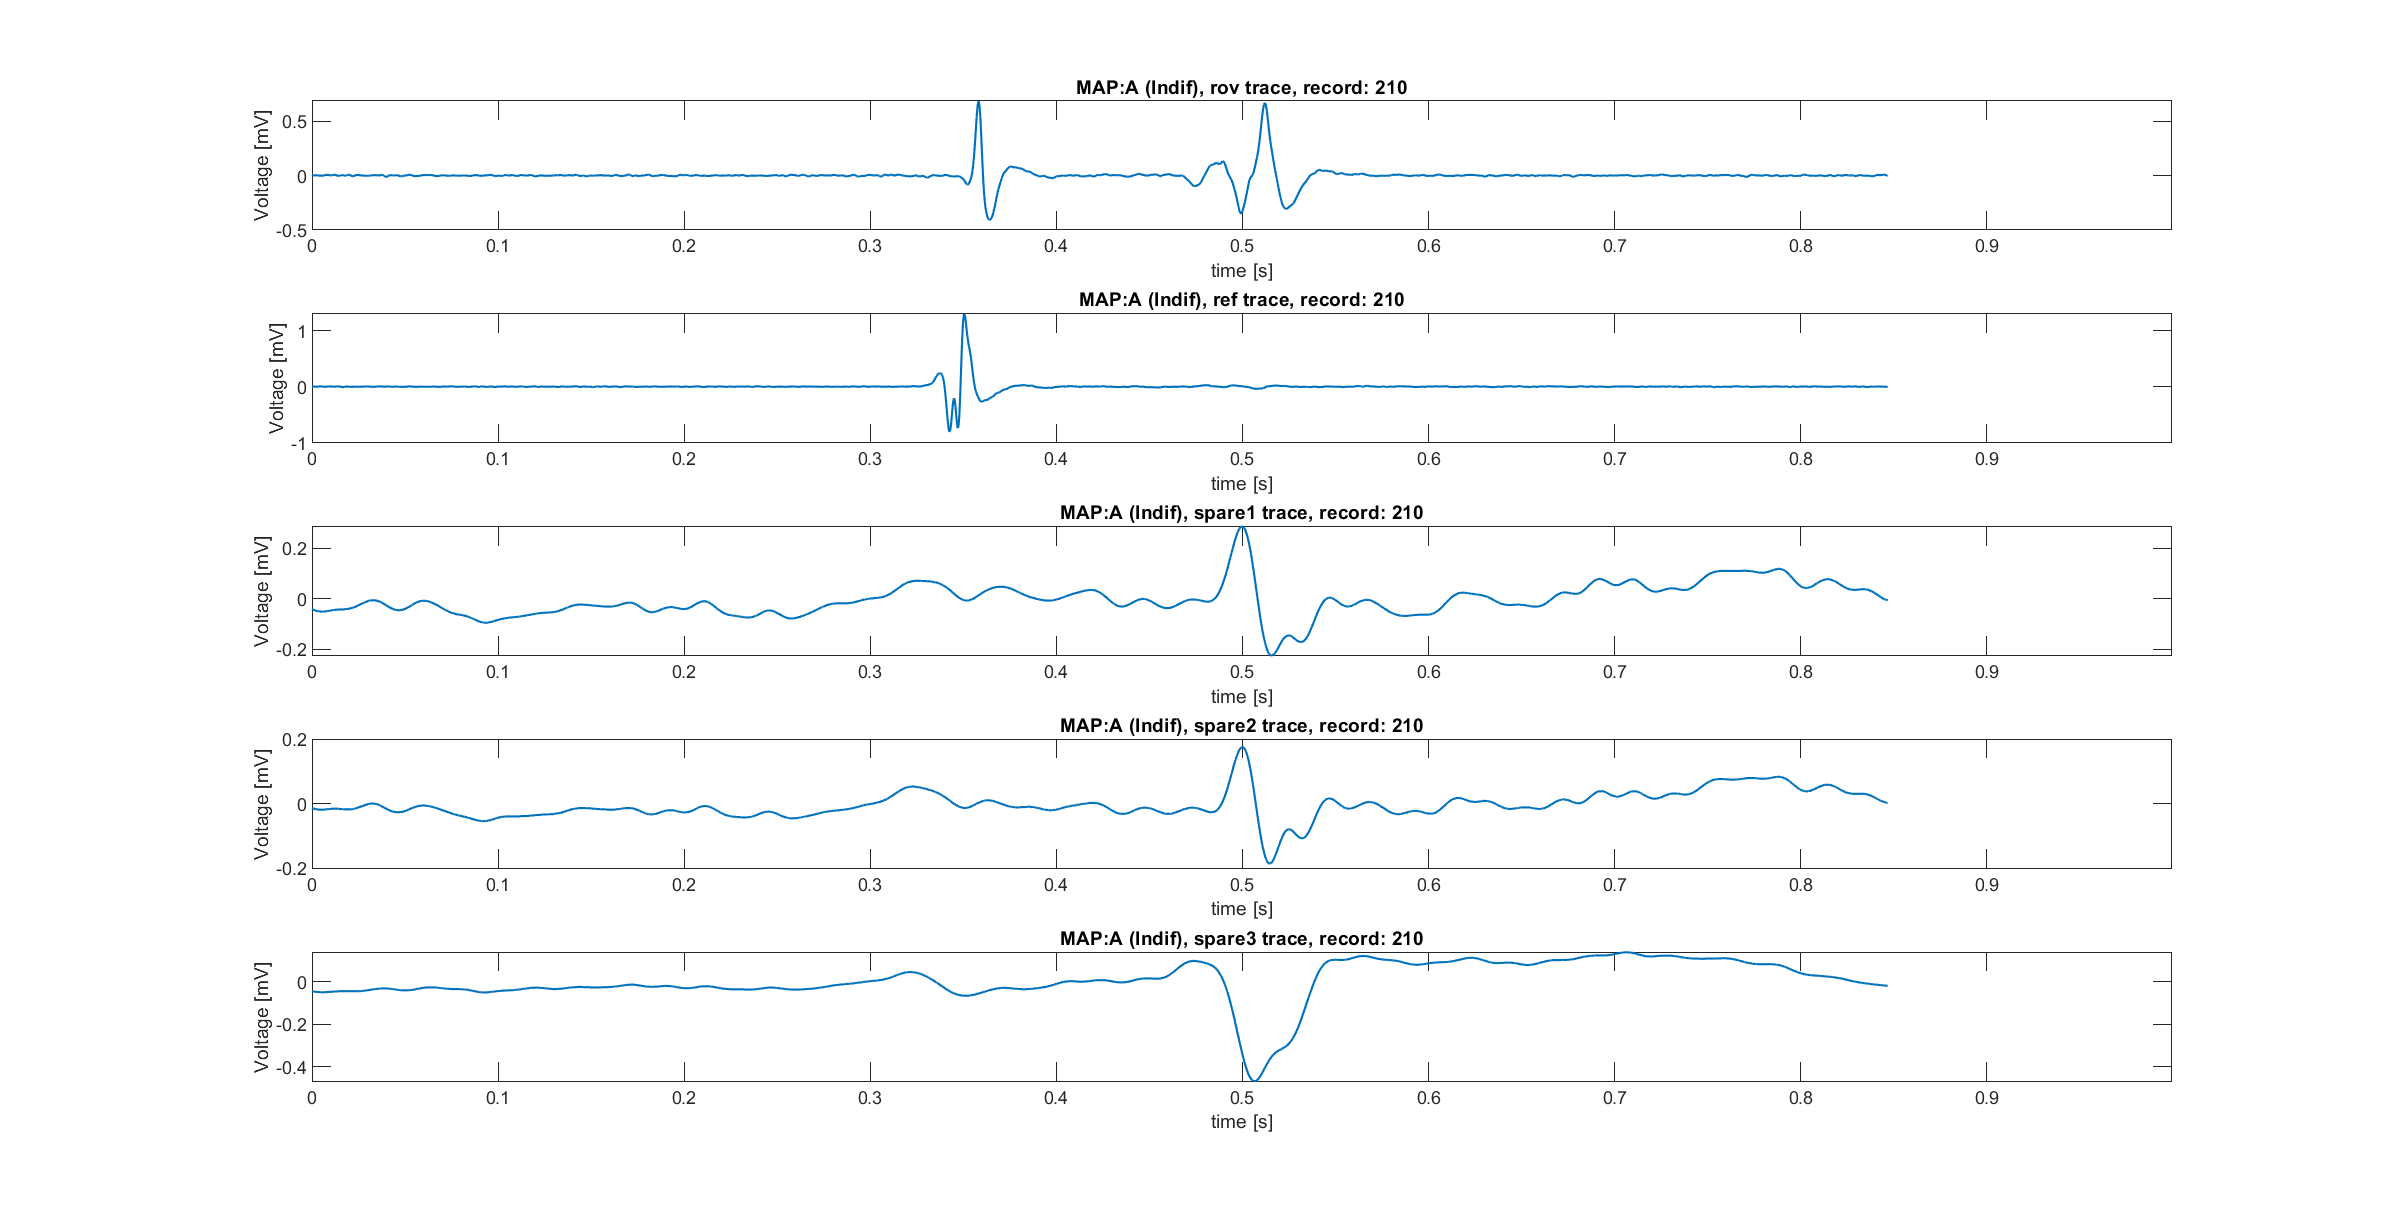 MAP:A (Indif), rov trace, record: 210
Voltage [mV]
0.5
0
-0.5
0 0.1 0.2 0.3 0.4 0.5 0.6 0.7 0.8 0.9
time [s]
MAP:A (Indif), ref trace, record: 210
Voltage [mV]
1
0
-1
0 0.1 0.2 0.3 0.4 0.5 0.6 0.7 0.8 0.9
time [s]
MAP:A (Indif), spare1 trace, record: 210
Voltage [mV]
0.2
0
-0.2
0 0.1 0.2 0.3 0.4 0.5 0.6 0.7 0.8 0.9
time [s]
MAP:A (Indif), spare2 trace, record: 210
Voltage [mV]
0.2
0
-0.2
0 0.1 0.2 0.3 0.4 0.5 0.6 0.7 0.8 0.9
time [s]
MAP:A (Indif), spare3 trace, record: 210
Voltage [mV]
0
-0.2
-0.4
0 0.1 0.2 0.3 0.4 0.5 0.6 0.7 0.8 0.9
time [s]